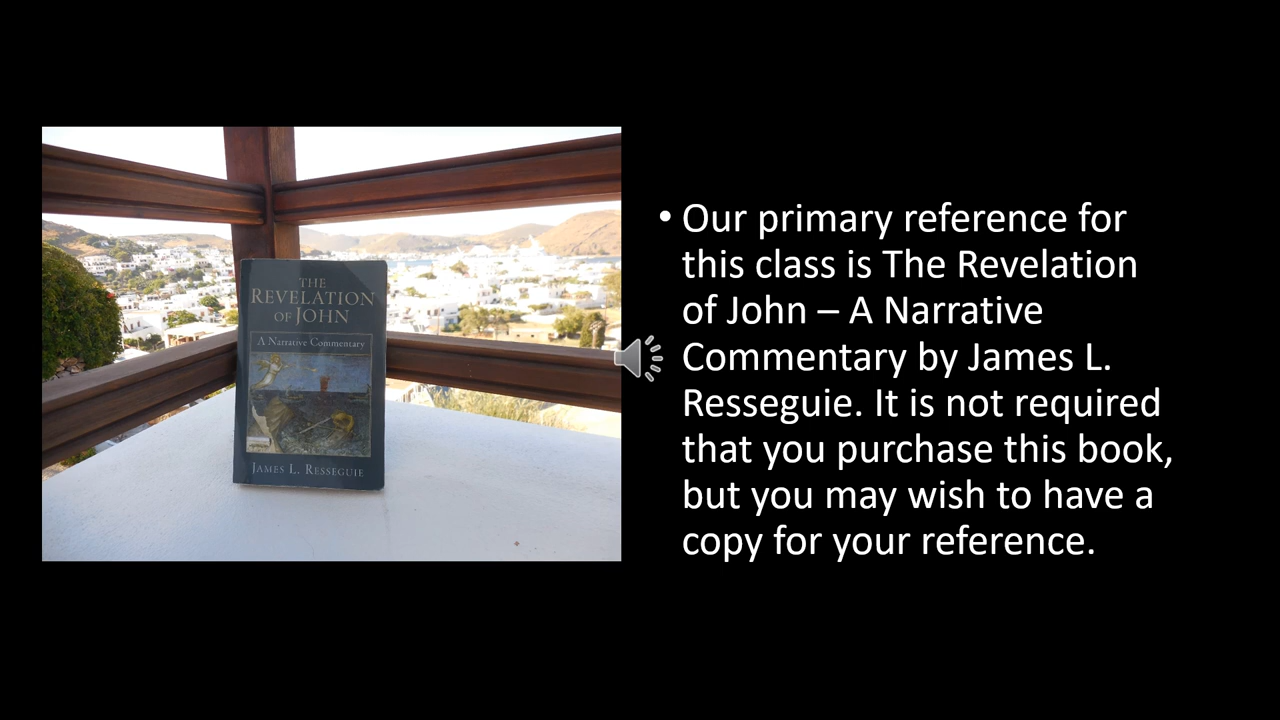 THE
REVELATION
OF JOHN
A Narrative Commentary
JAMES L. RESSEGUIE
• Our primary reference for
this class is The Revelation
of John – A Narrative
Commentary by James L.
Resseguie. It is not required
that you purchase this book,
but you may wish to have a
copy for your reference.